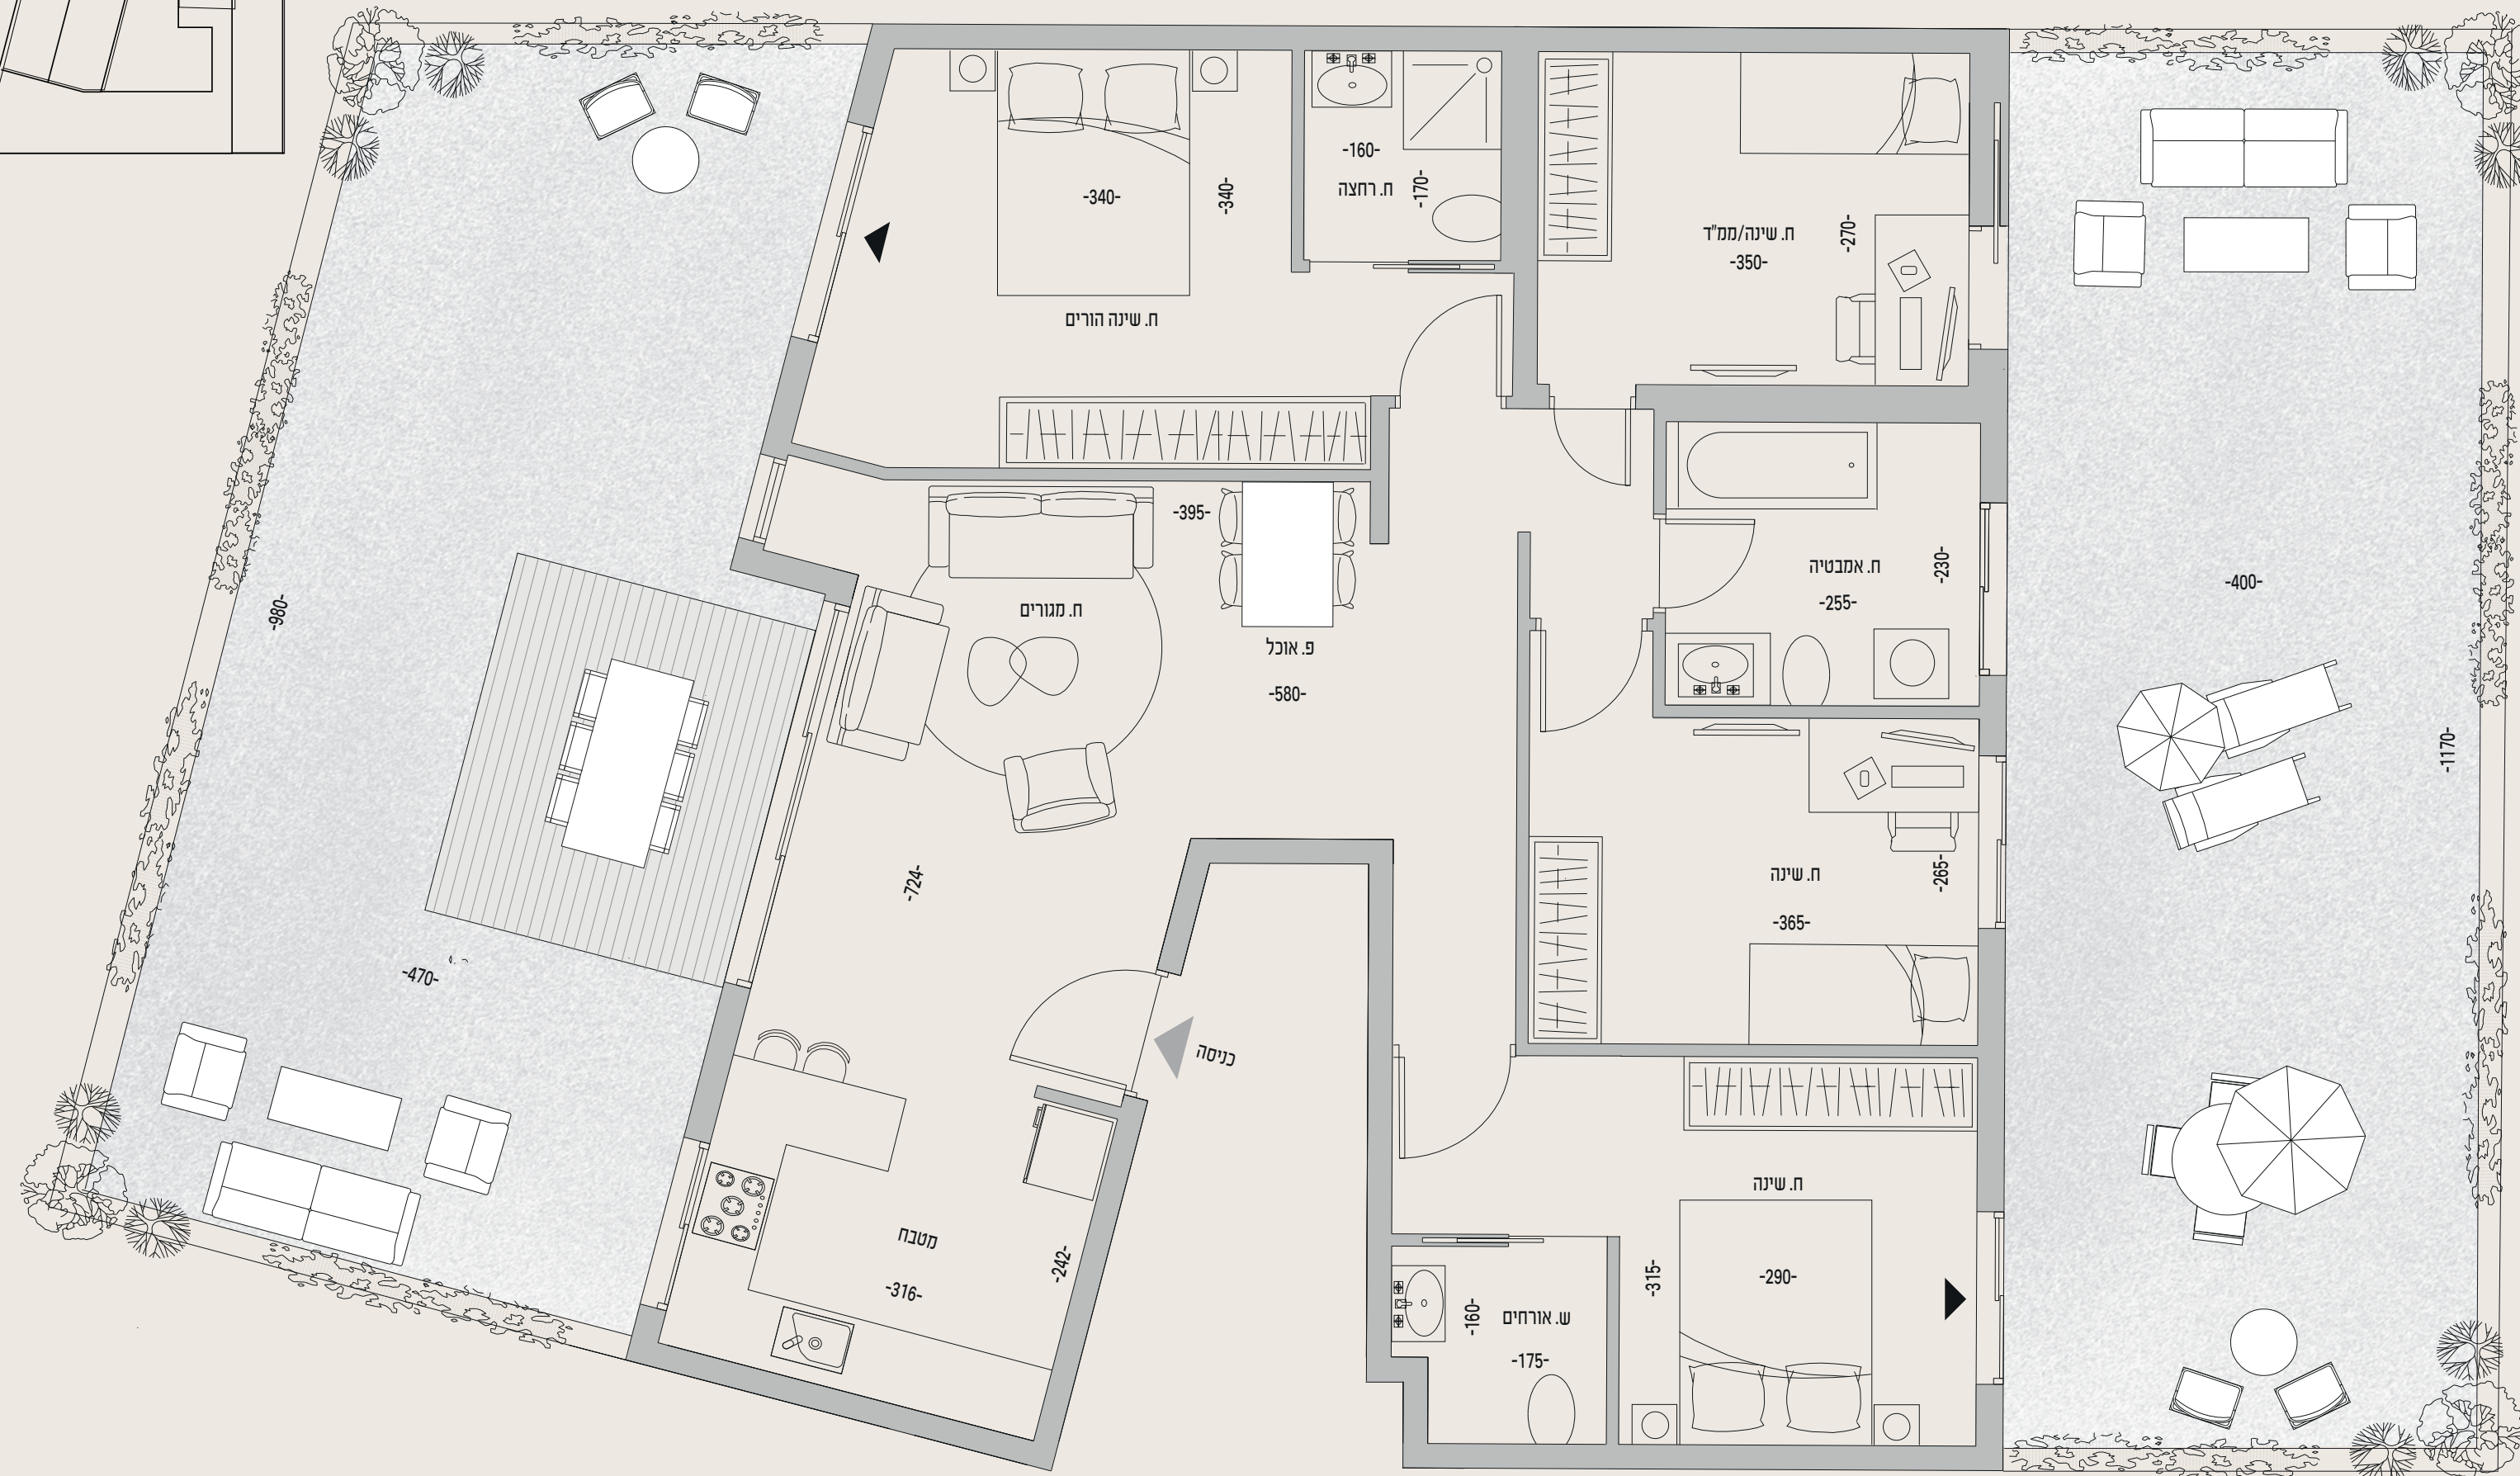 -340-
-340-
ח. שינה הורים
-160-
ח. רחצה
-170-
ח. שינה/ממ"ד
-350-
-270-
-395-
ח. מגורים
פ. אוכל
-580-
ח. אמבטיה
-255-
-230-
-400-
-1170-
-980-
-470-
-724-
ח. שינה
-365-
-265-
כניסה
מטבח
-316-
-242-
ח. שינה
-290-
-315-
ש. אורחים
-160-
-175-